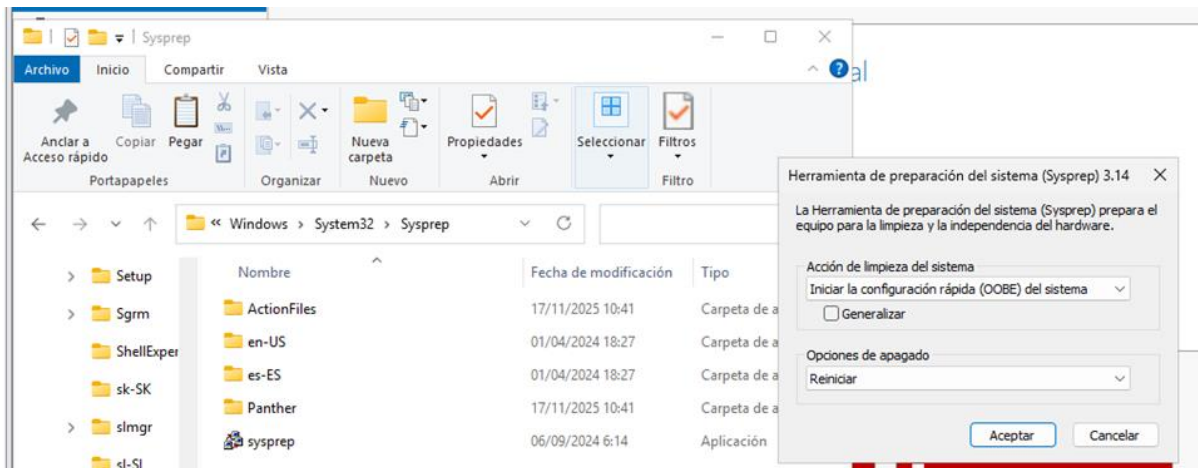 Sysprep
Archivo Inicio Compartir Vista
al
Anclar a Acceso rápido
Copiar
Pegar
Nueva carpeta
Propiedades
Seleccionar
Filtros
Portapapeles Organizar Nuevo Abrir Filtro
« Windows > System32 > Sysprep
Nombre Fecha de modificación Tipo
Setup
Sgrm
ShellExper
sk-SK
slmgr
sl-SI
ActionFiles 17/11/2025 10:41 Carpeta de a
en-US 01/04/2024 18:27 Carpeta de a
es-ES 01/04/2024 18:27 Carpeta de a
Panther 17/11/2025 10:41 Carpeta de a
sysprep 06/09/2024 6:14 Aplicación
Herramienta de preparación del sistema (Sysprep) 3.14
La Herramienta de preparación del sistema (Sysprep) prepara el
equipo para la limpieza y la independencia del hardware.
Acción de limpieza del sistema
Iniciar la configuración rápida (OOBE) del sistema
Generalizar
Opciones de apagado
Reiniciar
Aceptar Cancelar